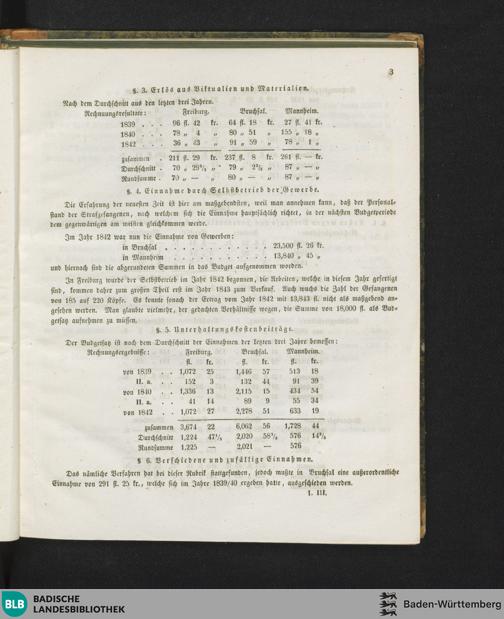 3
§. 3. Erlös aus Viktualien und Materialien.
Nach dem Durchschnitt aus den letzten drei Jahren.
Rechnungsresultate: Freiburg. Bruchsal. Mannheim.
1839 . . . 96 fl. 42 kr. 64 fl. 18 kr. 27 fl. 41 kr.
1840 . . . 78 „ 4 „ 80 „ 51 „ 155 „ 18 „
1842 . . . 36 „ 43 „ 91 „ 59 „ 78 „ 1 „
zusammen . 211 fl. 29 kr. 237 fl. 8 kr. 261 fl. — kr.
Durchschnitt . 70 „ 29⅔ „ 79 „ 2⅔ „ 87 „ — „
Rundsumme . 70 „ — „ 80 „ — „ 87 „ — „
§. 4. Einnahme durch Selbstbetrieb der Gewerbe.
Die Erfahrung der neuesten Zeit ist hier am maßgebendsten, weil man annehmen kann, daß der Personal-
stand der Strafgefangenen, nach welchem sich die Einnahme hauptsächlich richtet, in der nächsten Budgetperiode
dem gegenwärtigen am meisten gleichkommen werde.
Im Jahr 1842 war nun die Einnahme von Gewerben:
in Bruchsal . . . . . . . . . . . 23,500 fl. 26 kr.
in Mannheim . . . . . . . . . . 13,840 „ 45 „
und hiernach sind die abgerundeten Summen in das Budget aufgenommen worden.
In Freiburg wurde der Selbstbetrieb im Jahr 1842 begonnen, die Arbeiten, welche in diesem Jahr gefertigt
sind, kommen daher zum großen Theil erst im Jahr 1843 zum Verkauf. Auch wuchs die Zahl der Gefangenen
von 185 auf 220 Köpfe. Es konnte sonach der Ertrag vom Jahr 1842 mit 13,843 fl. nicht als maßgebend an-
gesehen werden. Man glaubte vielmehr, der gedachten Verhältnisse wegen, die Summe von 18,000 fl. als Bud-
getsatz aufnehmen zu müssen.
§. 5. Unterhaltungskostenbeiträge.
Der Budgetsatz ist nach dem Durchschnitt der Einnahmen der letzten drei Jahre bemessen:
Rechnungsergebnisse: Freiburg. Bruchsal. Mannheim.
fl. kr. fl. kr. fl. kr.
von 1839 . . 1,072 25 1,446 57 513 18
II. a. . . 152 3 132 44 91 39
von 1840 . . 1,336 13 2,115 15 434 54
II. a. . . 41 14 89 9 55 34
von 1842 . . 1,072 27 2,278 51 633 19
zusammen 3,674 22 6,062 56 1,728 44
Durchschnitt 1,224 47⅓ 2,020 58⅔ 576 14⅔
Rundsumme 1,225 — 2,021 — 576
§ 6. Verschiedene und zufällige Einnahmen.
Das nämliche Verfahren hat bei dieser Rubrik stattgefunden, jedoch mußte in Bruchsal eine außerordentliche
Einnahme von 291 fl. 25 kr., welche sich im Jahre 1839/40 ergeben hatte, ausgeschieden werden.
1. III.
BLB BADISCHE
LANDESBIBLIOTHEK
Baden-Württemberg